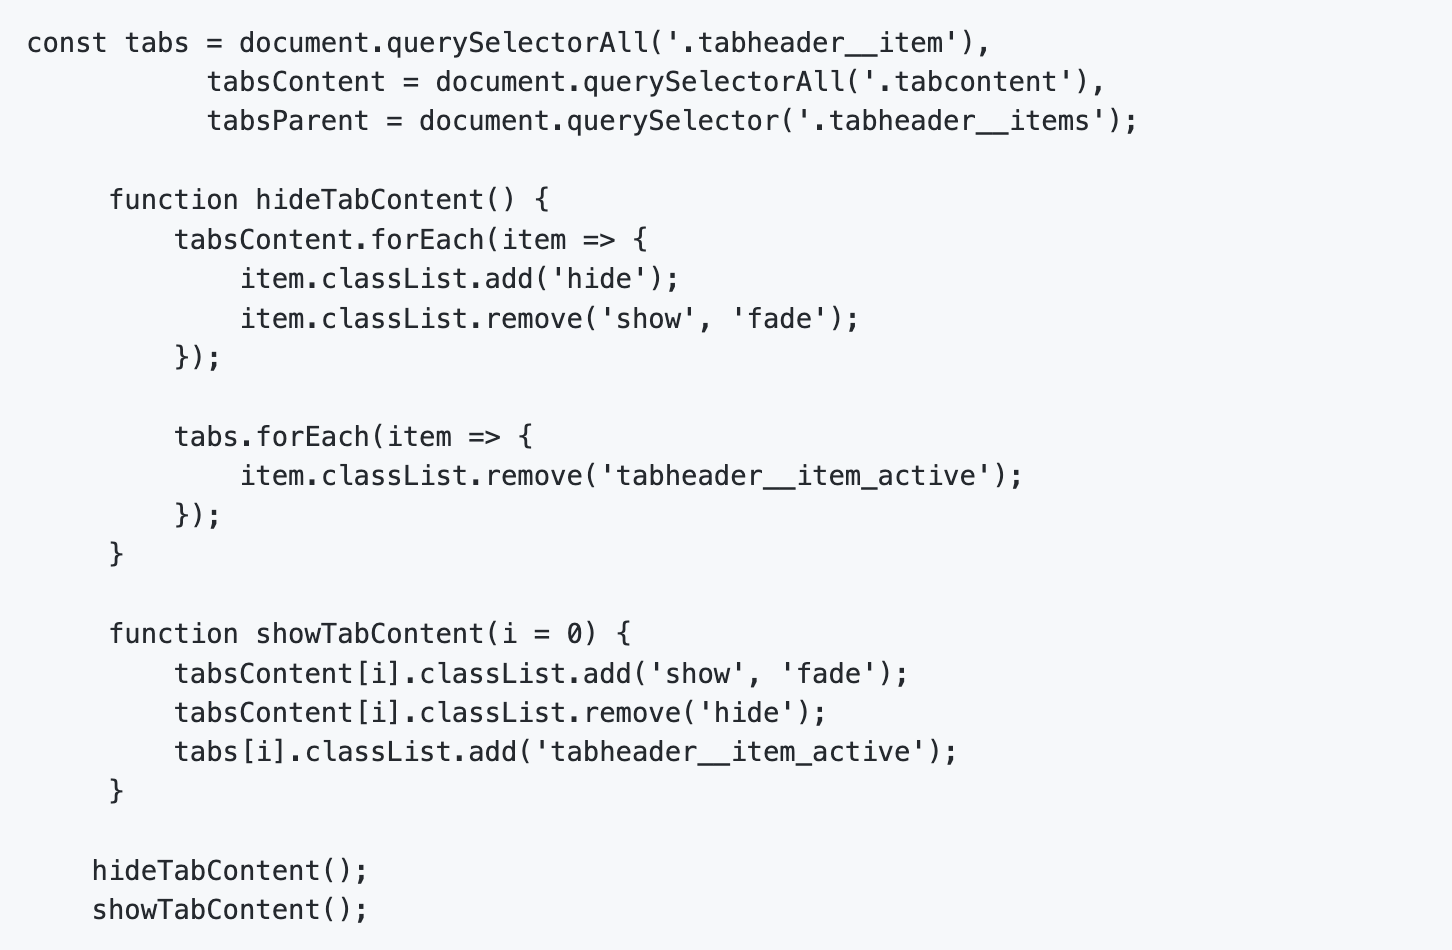 const tabs = document.querySelectorAll('.tabheader__item'),
           tabsContent = document.querySelectorAll('.tabcontent'),
           tabsParent = document.querySelector('.tabheader__items');

     function hideTabContent() {
         tabsContent.forEach(item => {
             item.classList.add('hide');
             item.classList.remove('show', 'fade');
         });

         tabs.forEach(item => {
             item.classList.remove('tabheader__item_active');
         });
     }

     function showTabContent(i = 0) {
         tabsContent[i].classList.add('show', 'fade');
         tabsContent[i].classList.remove('hide');
         tabs[i].classList.add('tabheader__item_active');
     }

    hideTabContent();
    showTabContent();